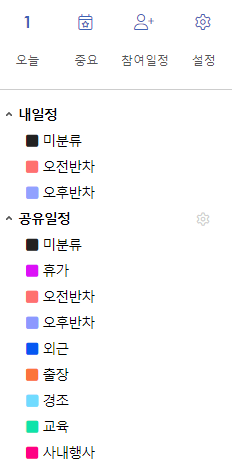 1
오늘 중요 참여일정 설정
내일정
미분류
오전반차
오후반차
공유일정
미분류
휴가
오전반차
오후반차
외근
출장
경조
교육
사내행사